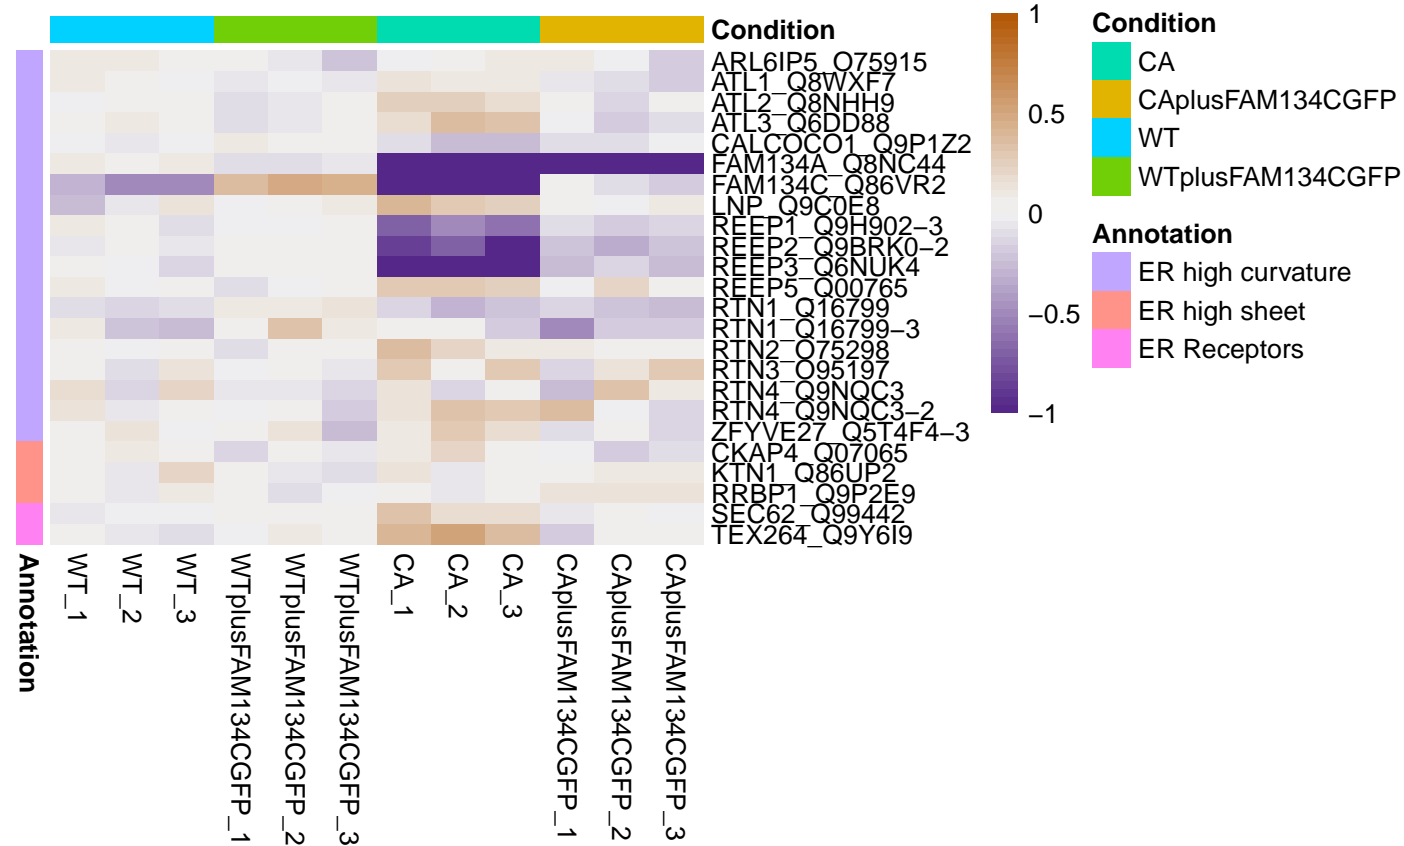 Condition
ARL6IP5_O75915
ATL1_Q8WXF7
ATL2_Q8NHH9
ATL3_Q6DD88
CALCOCO1_Q9P1Z2
FAM134A_Q8NC44
FAM134C_Q86VR2
LNP_Q9C0E8
REEP1_Q9H902−3
REEP2_Q9BRK0−2
REEP3_Q6NUK4
REEP5_Q00765
RTN1_Q16799
RTN1_Q16799−3
RTN2_O75298
RTN3_O95197
RTN4_Q9NQC3
RTN4_Q9NQC3−2
ZFYVE27_Q5T4F4−3
CKAP4_Q07065
KTN1_Q86UP2
RRBP1_Q9P2E9
SEC62_Q99442
TEX264_Q9Y6I9
Annotation
WT_1
WT_2
WT_3
WTplusFAM134CGFP_1
WTplusFAM134CGFP_2
WTplusFAM134CGFP_3
CA_1
CA_2
CA_3
CAplusFAM134CGFP_1
CAplusFAM134CGFP_2
CAplusFAM134CGFP_3
1
0.5
0
−0.5
−1
Condition
CA
CAplusFAM134CGFP
WT
WTplusFAM134CGFP
Annotation
ER high curvature
ER high sheet
ER Receptors